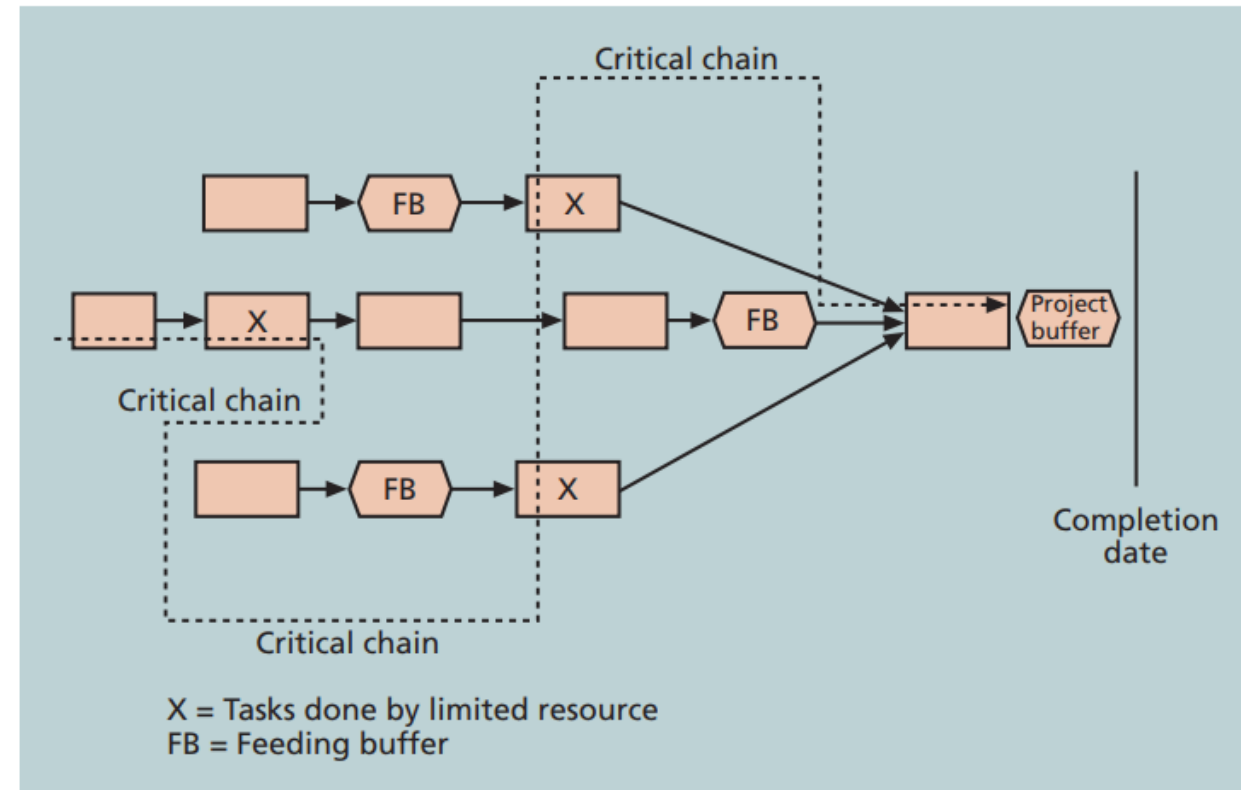 Critical chain
FB
X
X
FB
Project
buffer
Critical chain
FB
X
Completion
date
Critical chain
X = Tasks done by limited resource
FB = Feeding buffer